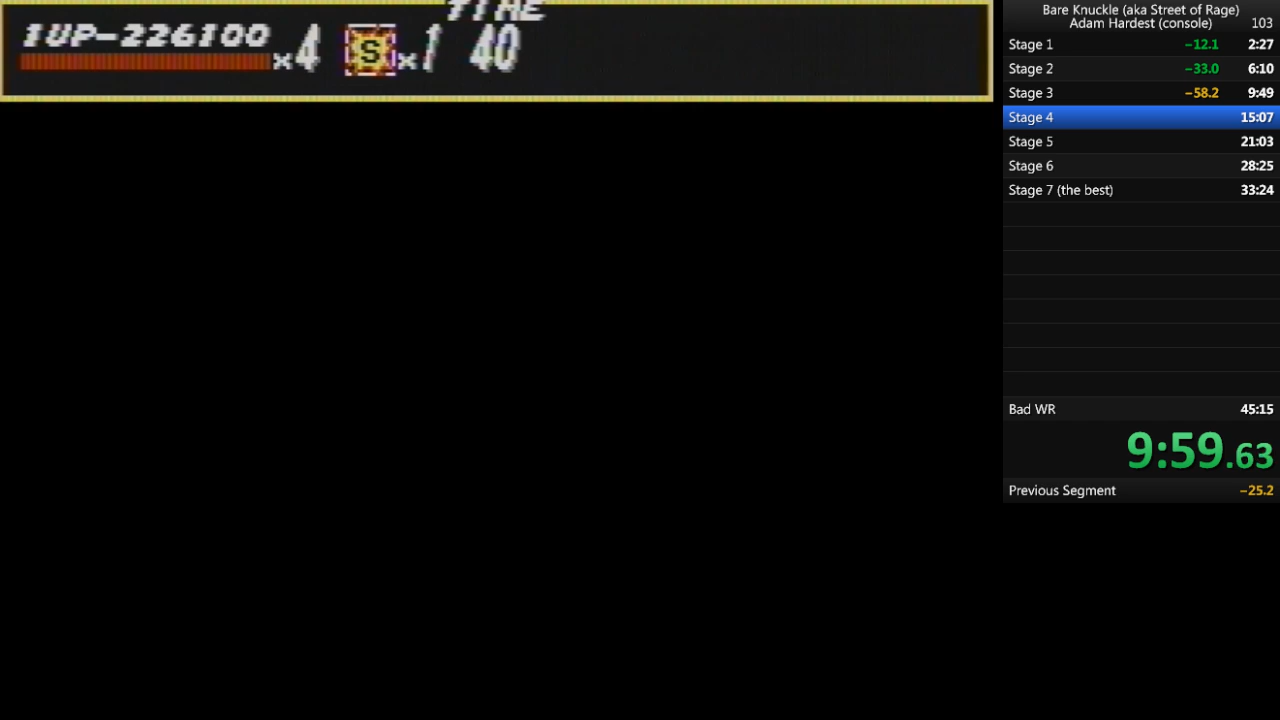 TIME
1UP-226100 ×4 S ×1 40
Bare Knuckle (aka Street of Rage)
Adam Hardest (console) 103
Stage 1 −12.1 2:27
Stage 2 −33.0 6:10
Stage 3 −58.2 9:49
Stage 4 15:07
Stage 5 21:03
Stage 6 28:25
Stage 7 (the best) 33:24
Bad WR 45:15
9:59.63
Previous Segment −25.2